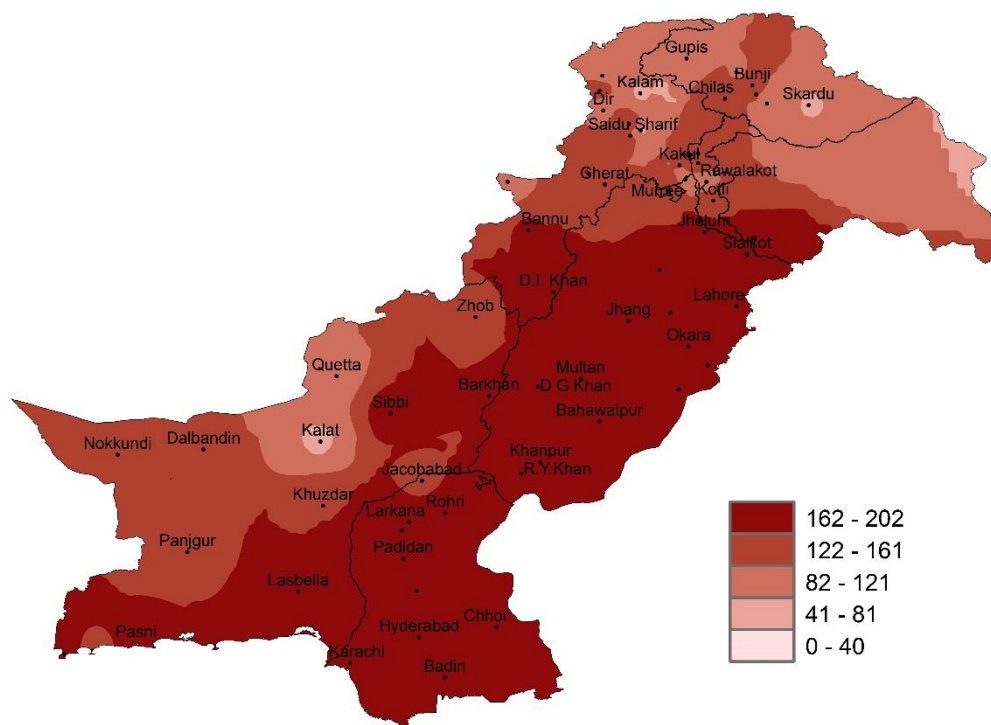 Gupis
Kalam
Chilas
Bunji
Skardu
Dir
Saidu Sharif
Kakul
Rawalakot
Cherat
Murree
Kotli
Bannu
Jhelum
Sialkot
D.I. Khan
Zhob
Lahore
Jhang
Okara
Quetta
Multan
Barkhan
D G Khan
Sibbi
Bahawalpur
Kalat
Nokkundi
Dalbandin
Khanpur
Jacobabad
R.Y.Khan
Khuzdar
Rohri
Larkana
Panjgur
Padidan
Lasbella
Chhor
Pasni
Hyderabad
Karachi
Badin
162 - 202
122 - 161
82 - 121
41 - 81
0 - 40